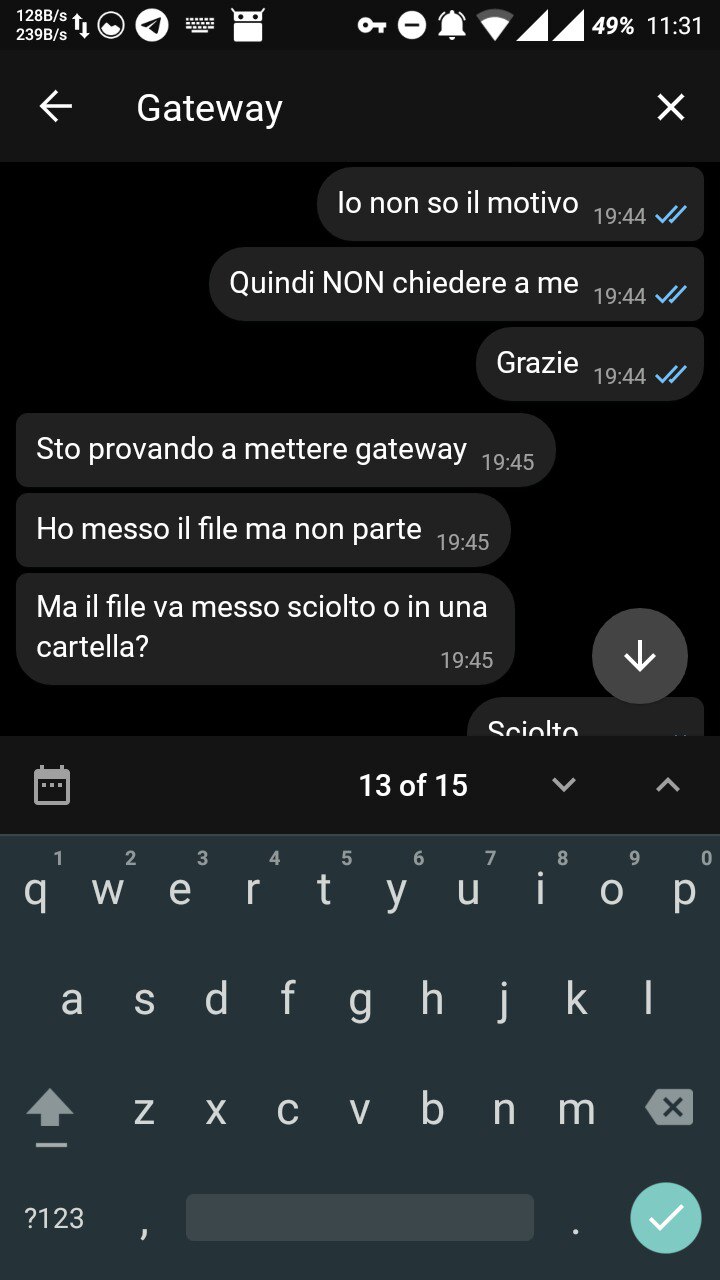 128B/s
239B/s
49% 11:31
Gateway
Io non so il motivo 19:44
Quindi NON chiedere a me 19:44
Grazie 19:44
Sto provando a mettere gateway 19:45
Ho messo il file ma non parte 19:45
Ma il file va messo sciolto o in una
cartella? 19:45
Sciolto
13 of 15
1 2 3 4 5 6 7 8 9 0
q w e r t y u i o p
a s d f g h j k l
z x c v b n m
?123 , .